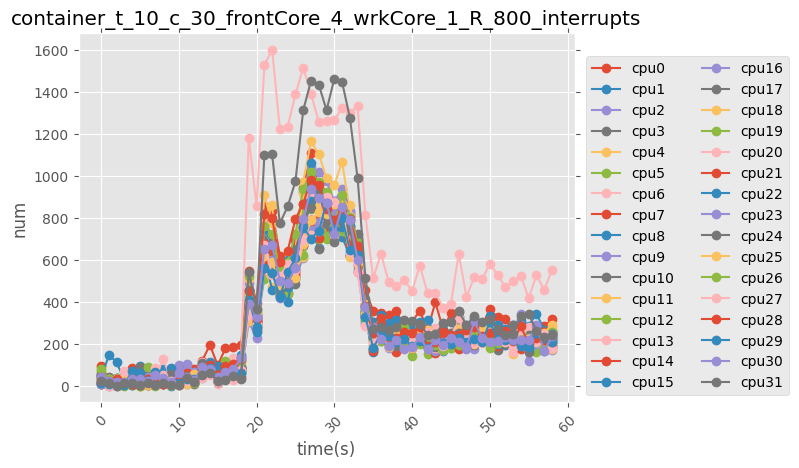 container_t_10_c_30_frontCore_4_wrkCore_1_R_800_interrupts
num
1600
1400
1200
1000
800
600
400
200
0
0
10
20
30
40
50
60
time(s)
cpu0
cpu1
cpu2
cpu3
cpu4
cpu5
cpu6
cpu7
cpu8
cpu9
cpu10
cpu11
cpu12
cpu13
cpu14
cpu15
cpu16
cpu17
cpu18
cpu19
cpu20
cpu21
cpu22
cpu23
cpu24
cpu25
cpu26
cpu27
cpu28
cpu29
cpu30
cpu31